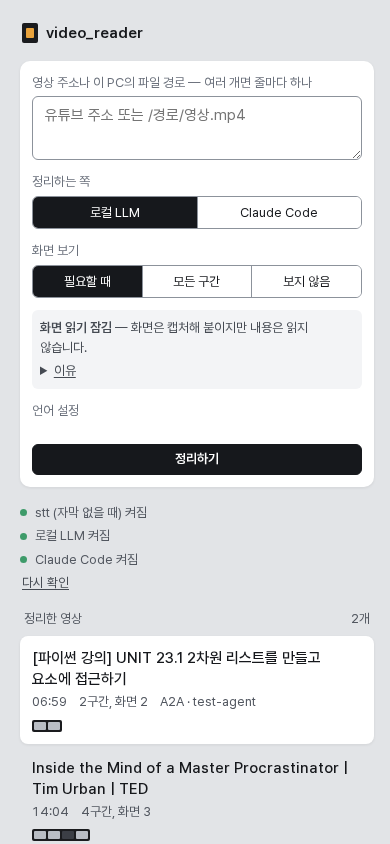 video_reader
영상 주소나 이 PC의 파일 경로 — 여러 개면 줄마다 하나
유튜브 주소 또는 /경로/영상.mp4
정리하는 쪽
로컬 LLM
Claude Code
화면 보기
필요할 때
모든 구간
보지 않음
화면 읽기 잠김 — 화면은 캡처해 붙이지만 내용은 읽지
않습니다.
▶ 이유
언어 설정
정리하기
stt (자막 없을 때) 켜짐
로컬 LLM 켜짐
Claude Code 켜짐
다시 확인
정리한 영상
2개
[파이썬 강의] UNIT 23.1 2차원 리스트를 만들고
요소에 접근하기
06:59 2구간, 화면 2 A2A · test-agent
Inside the Mind of a Master Procrastinator |
Tim Urban | TED
14:04 4구간, 화면 3